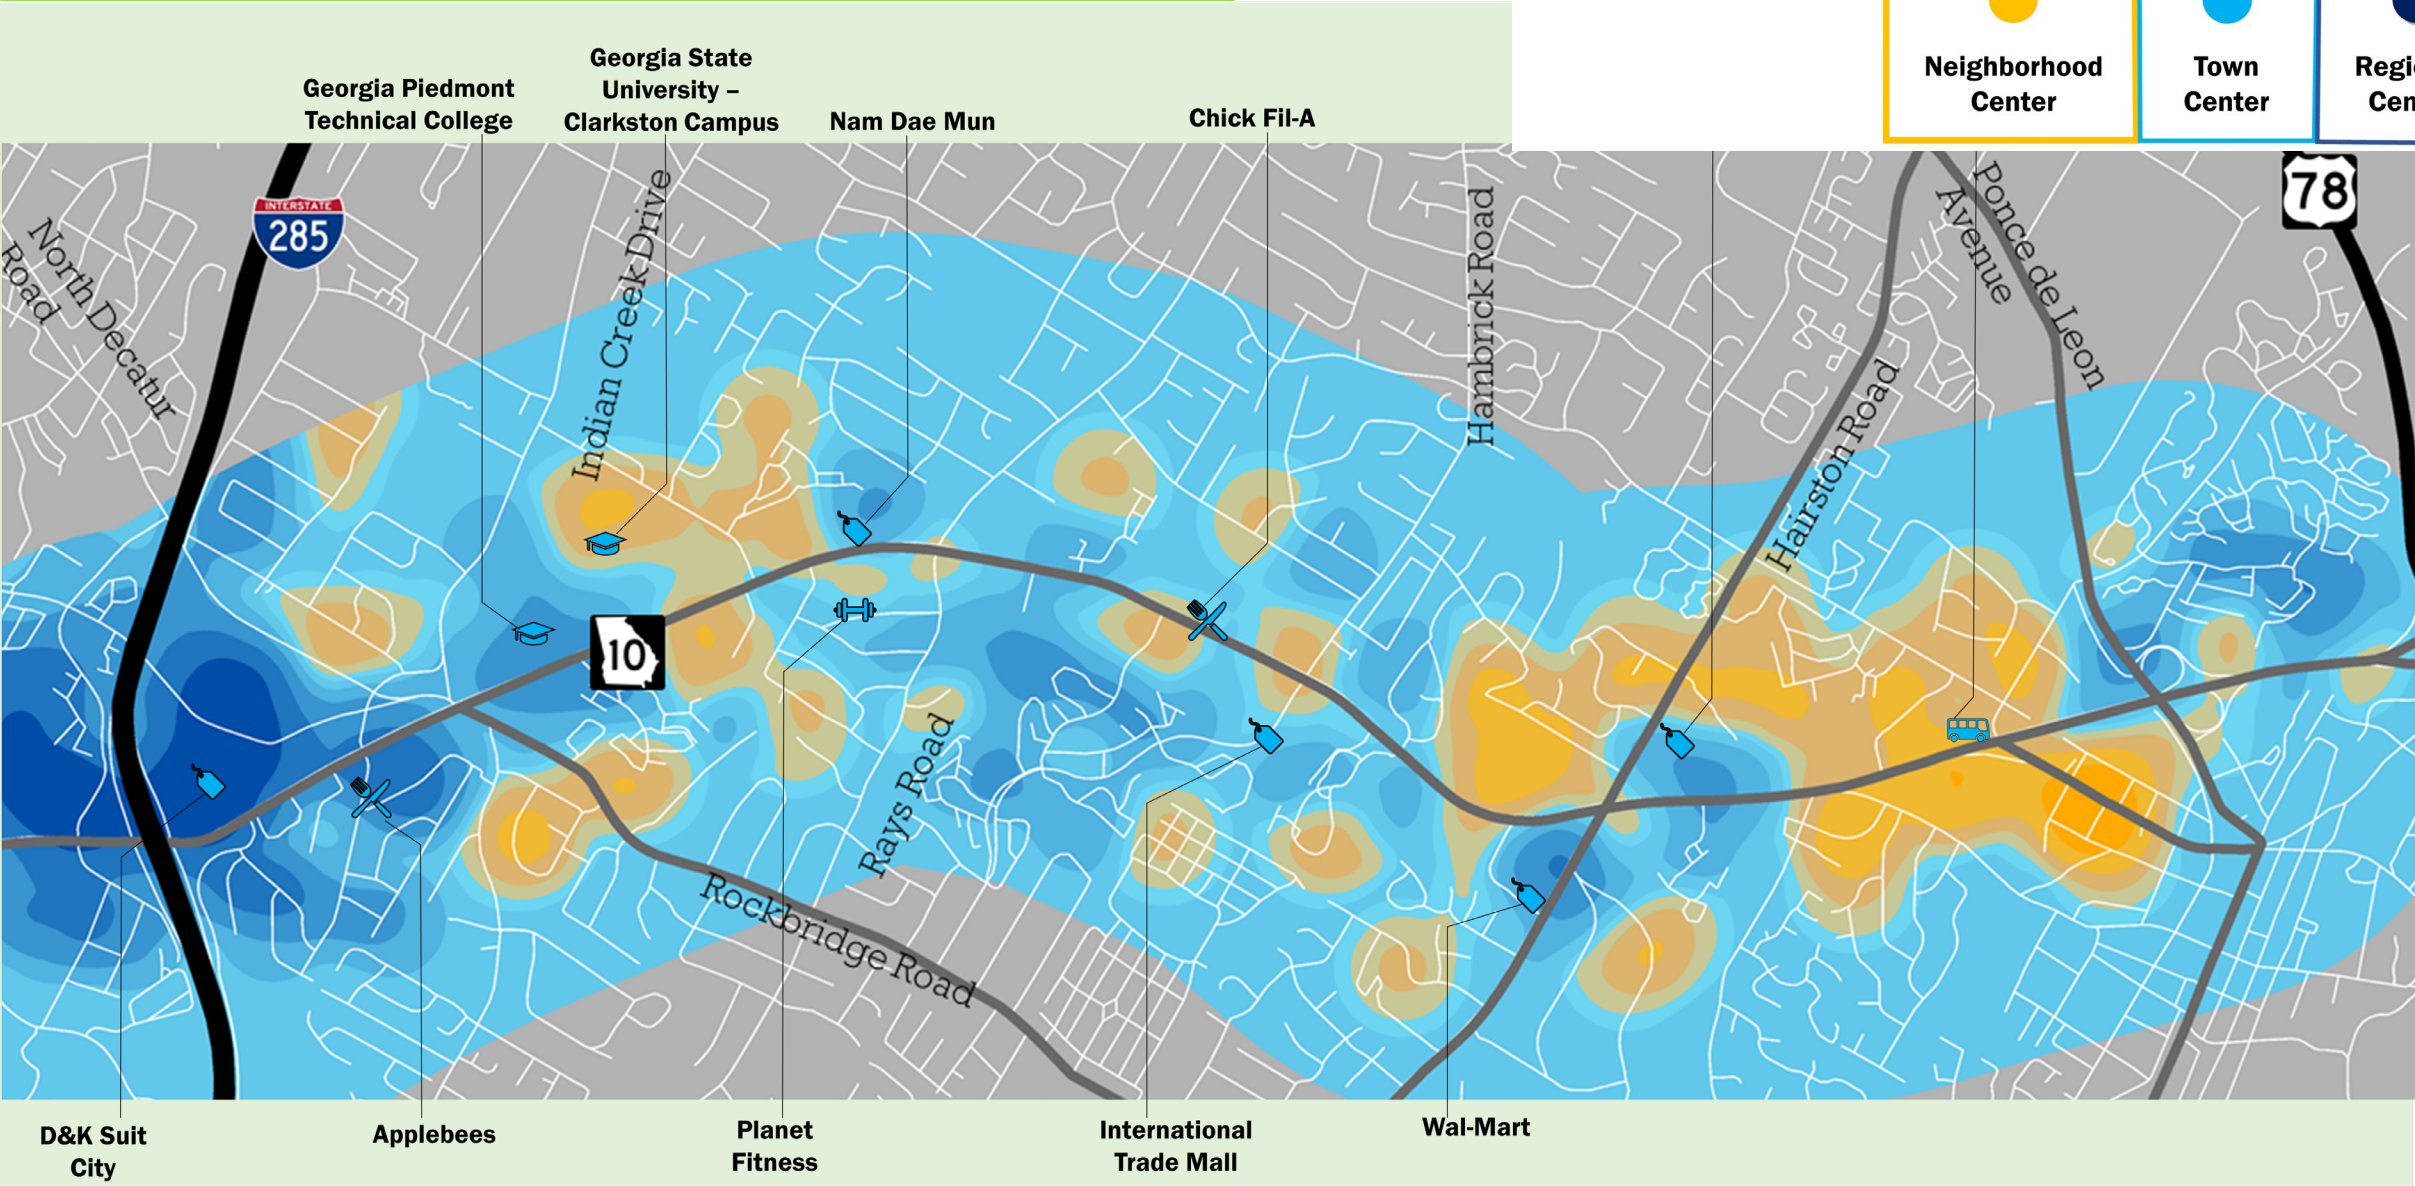 Georgia Piedmont
Technical College
Georgia State
University –
Clarkston Campus
Nam Dae Mun
Chick Fil-A
Neighborhood
Center
Town
Center
INTERSTATE
285
78
North Decatur
Road
Indian Creek Drive
Hambrick Road
Ponce de Leon
Avenue
Hairston Road
10
Rays Road
Rockbridge Road
D&K Suit
City
Applebees
Planet
Fitness
International
Trade Mall
Wal-Mart